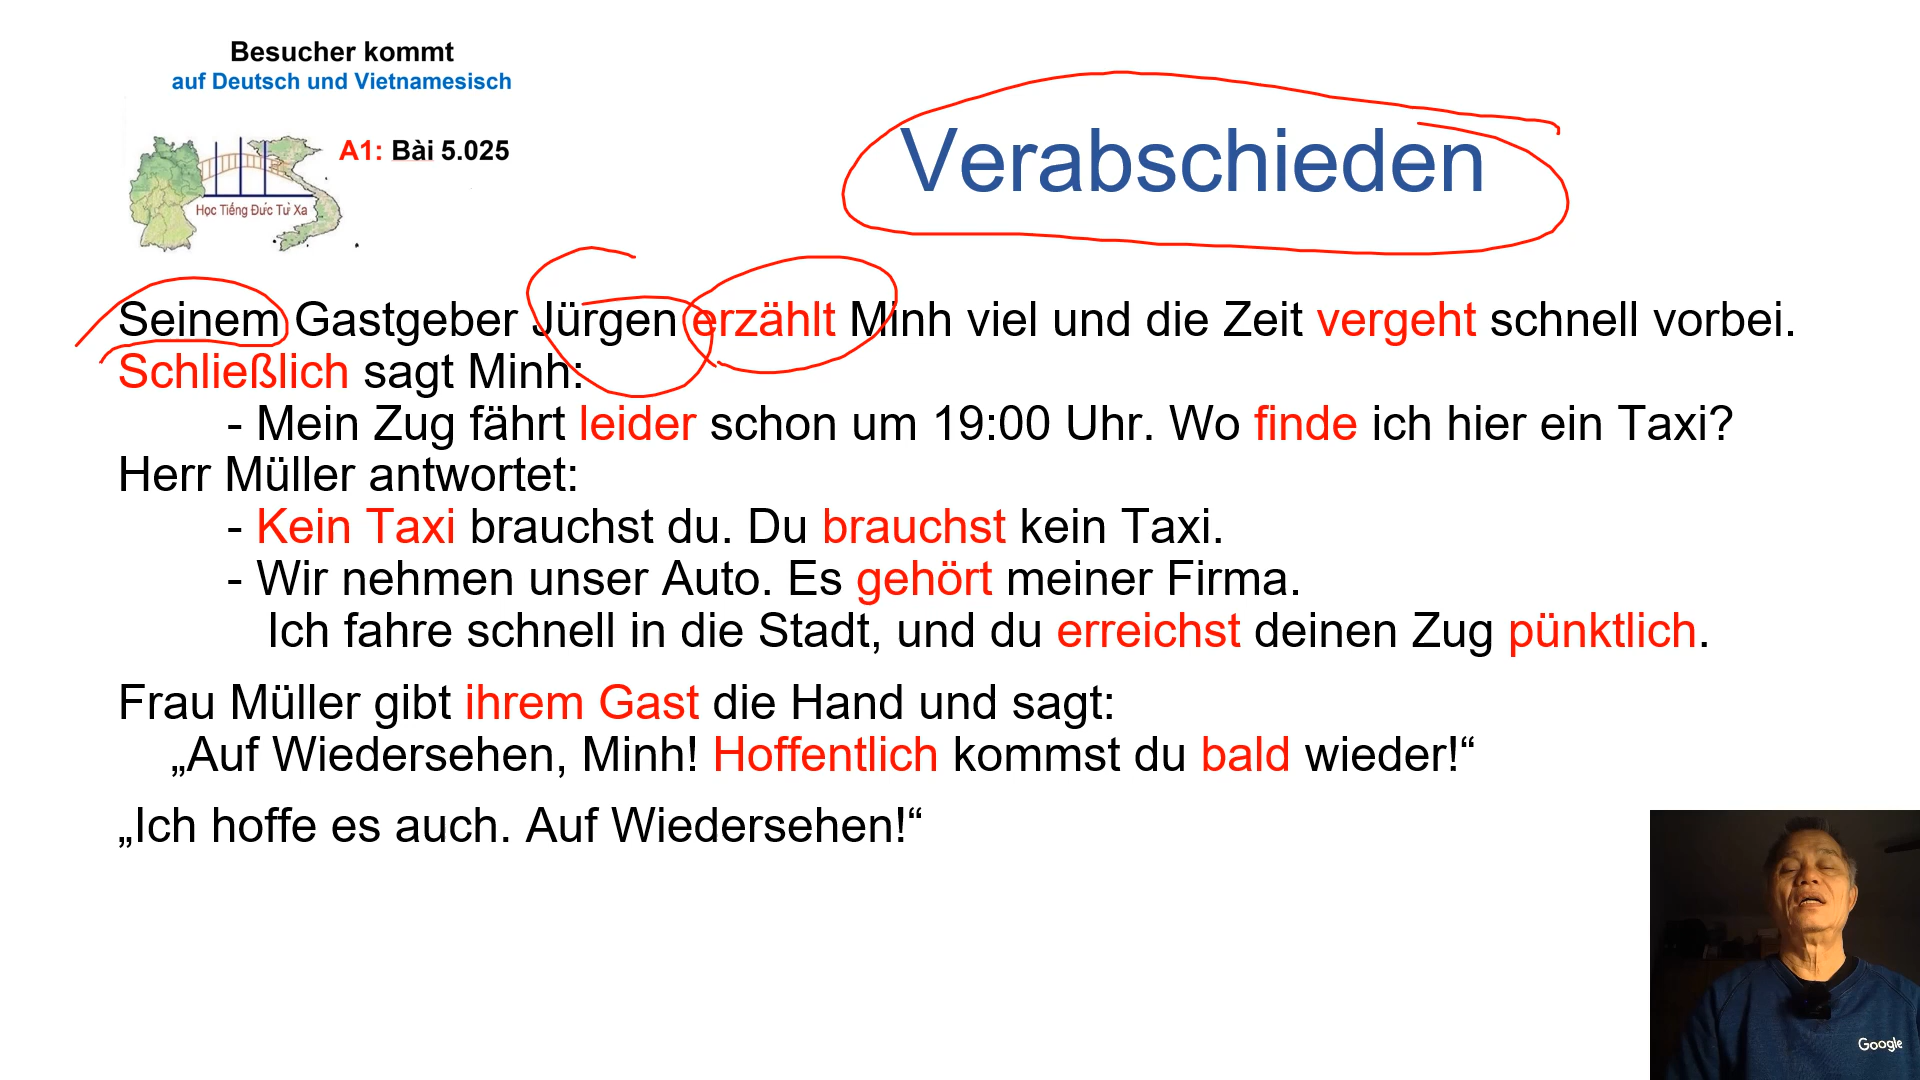 Besucher kommt
auf Deutsch und Vietnamesisch
A1: Bài 5.025
Học Tiếng Đức Từ Xa
Verabschieden
Seinem Gastgeber Jürgen erzählt Minh viel und die Zeit vergeht schnell vorbei.
Schließlich sagt Minh:
- Mein Zug fährt leider schon um 19:00 Uhr. Wo finde ich hier ein Taxi?
Herr Müller antwortet:
- Kein Taxi brauchst du. Du brauchst kein Taxi.
- Wir nehmen unser Auto. Es gehört meiner Firma.
Ich fahre schnell in die Stadt, und du erreichst deinen Zug pünktlich.
Frau Müller gibt ihrem Gast die Hand und sagt:
„Auf Wiedersehen, Minh! Hoffentlich kommst du bald wieder!“
„Ich hoffe es auch. Auf Wiedersehen!“
Google